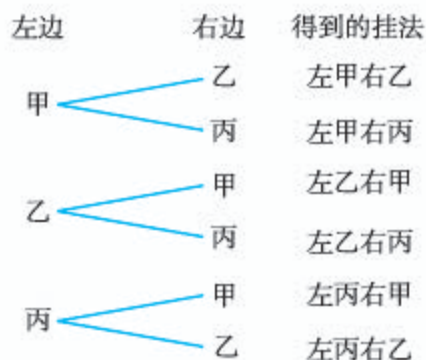 左边 右边 得到的挂法
甲 乙 左甲右乙
丙 左甲右丙
乙 甲 左乙右甲
丙 左乙右丙
丙 甲 左丙右甲
乙 左丙右乙